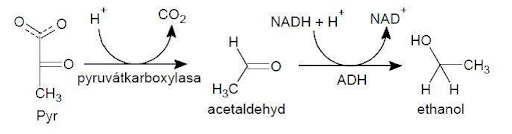 O O H⁺ CO₂ NADH + H⁺ NAD⁺
H HO
O O CH₃
pyruvátkarboxylasa ADH
CH₃ H₃C H H
Pyr acetaldehyd ethanol